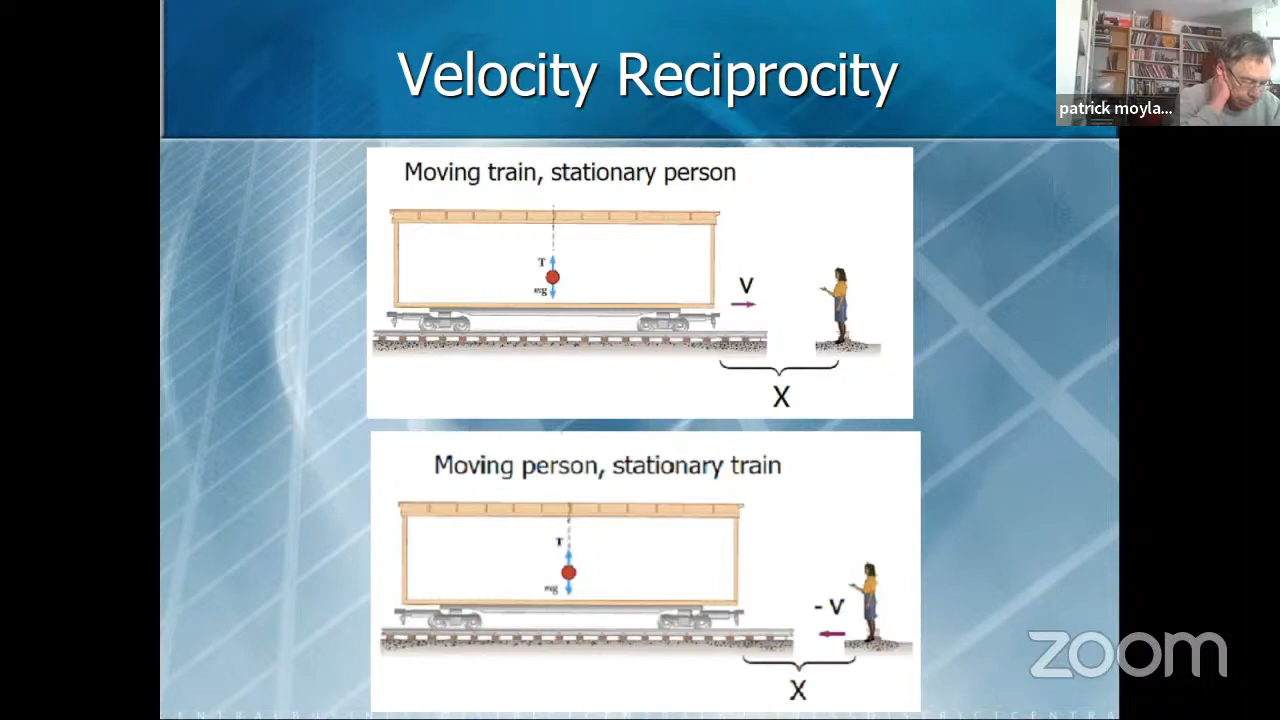 Velocity Reciprocity
patrick moyla...
Moving train, stationary person
T
mg
V
X
Moving person, stationary train
T
mg
- V
X
zoom